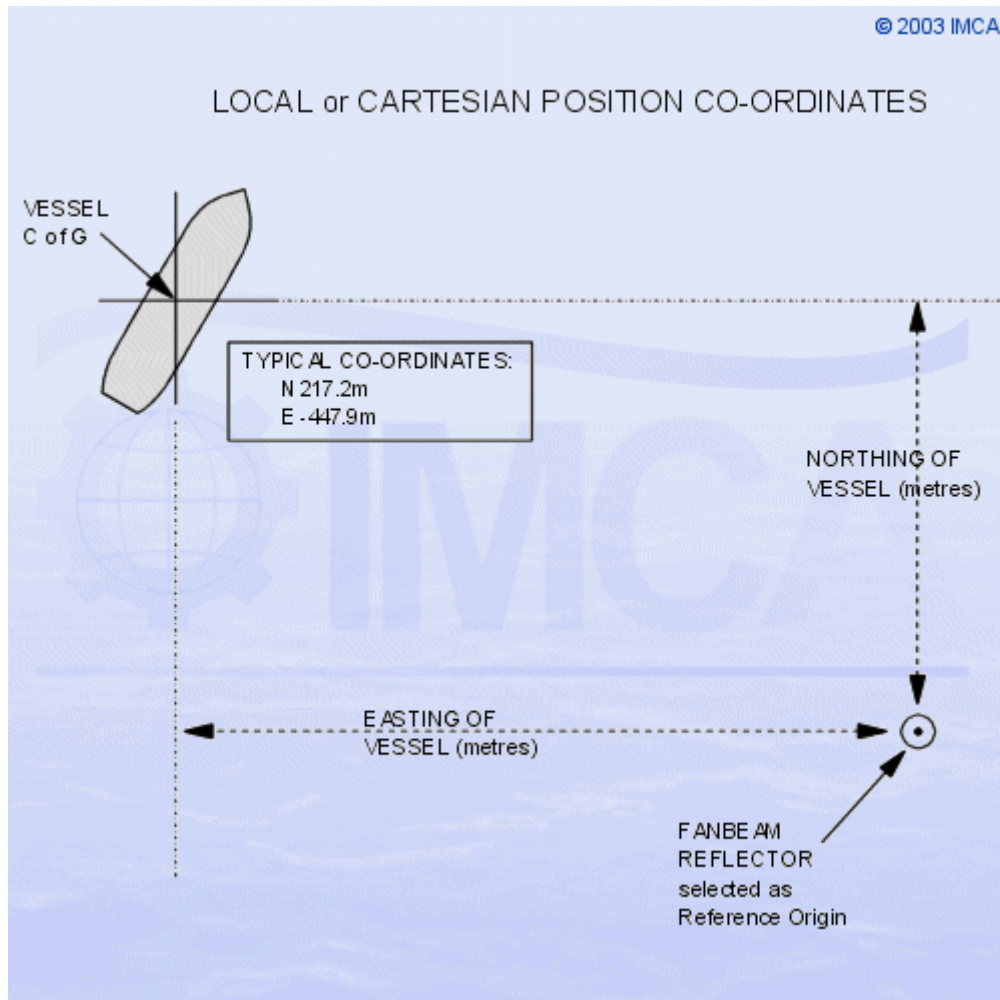 © 2003 IMCA
LOCAL or CARTESIAN POSITION CO-ORDINATES
VESSEL
C of G
TYPICAL CO-ORDINATES:
N 217.2m
E -447.9m
IMCA
NORTHING OF
VESSEL (metres)
EASTING OF
VESSEL (metres)
FANBEAM
REFLECTOR
selected as
Reference Origin